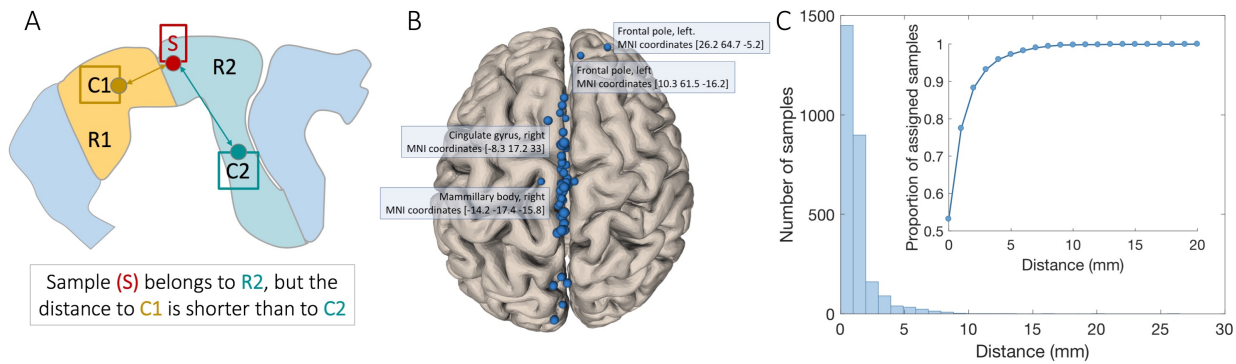 A
S
R2
C1
R1
C2
Sample (S) belongs to R2, but the
distance to C1 is shorter than to C2
B
Frontal pole, left.
MNI coordinates [26.2 64.7 -5.2]
Frontal pole, left
MNI coordinates [10.3 61.5 -16.2]
Cingulate gyrus, right
MNI coordinates [-8.3 17.2 33]
Mammillary body, right
MNI coordinates [-14.2 -17.4 -15.8]
C
Number of samples
1500
1000
500
0
0
5
10
15
20
25
30
Distance (mm)
Proportion of assigned samples
1
0.9
0.8
0.7
0.6
0.5
0
5
10
15
20
Distance (mm)